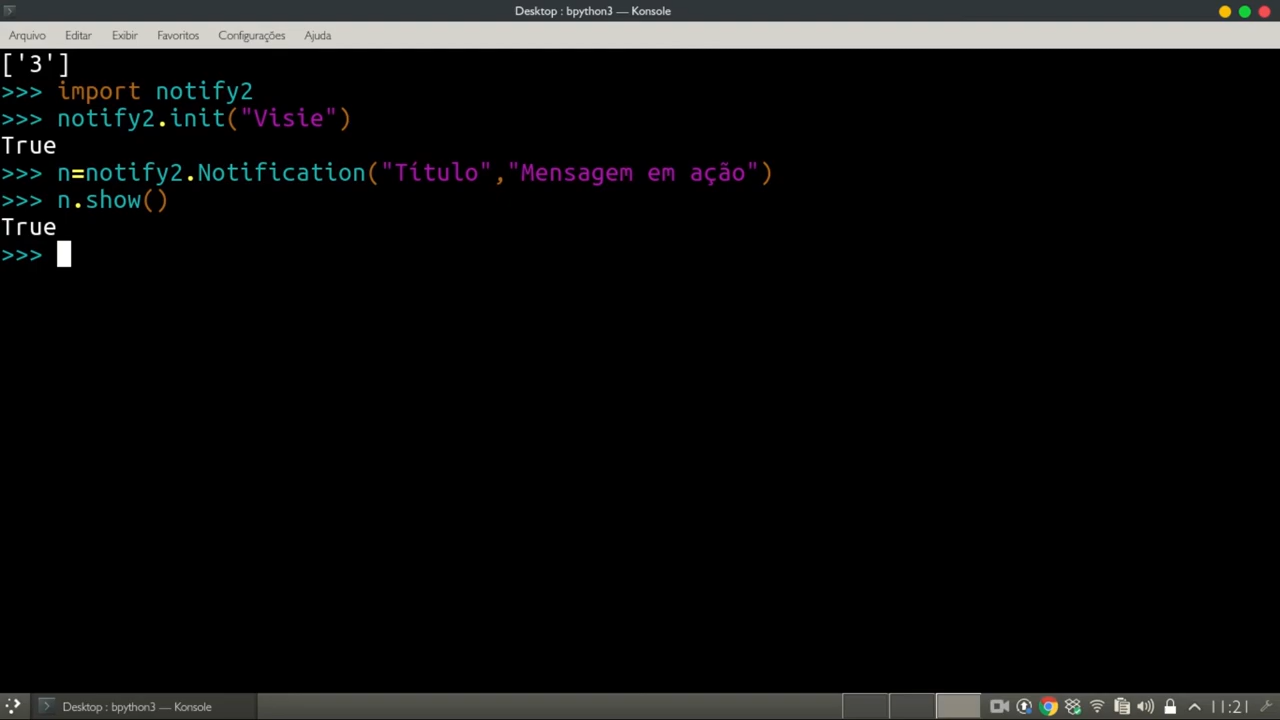 Desktop : bpython3 — Konsole
Arquivo Editar Exibir Favoritos Configurações Ajuda
['3']
>>> import notify2
>>> notify2.init("Visie")
True
>>> n=notify2.Notification("Título","Mensagem em ação")
>>> n.show()
True
>>>
Desktop : bpython3 — Konsole 11:21